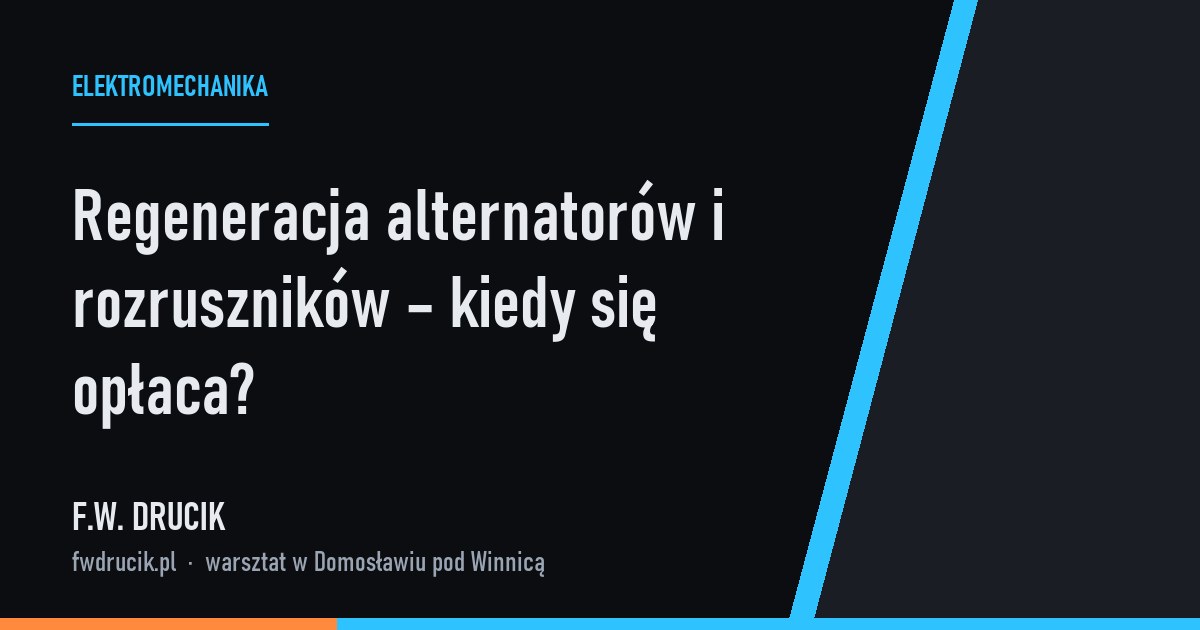 ELEKTROMECHANIKA
Regeneracja alternatorów i
rozruszników – kiedy się
opłaca?
F.W. DRUCIK
fwdrucik.pl · warsztat w Domosławiu pod Winnicą